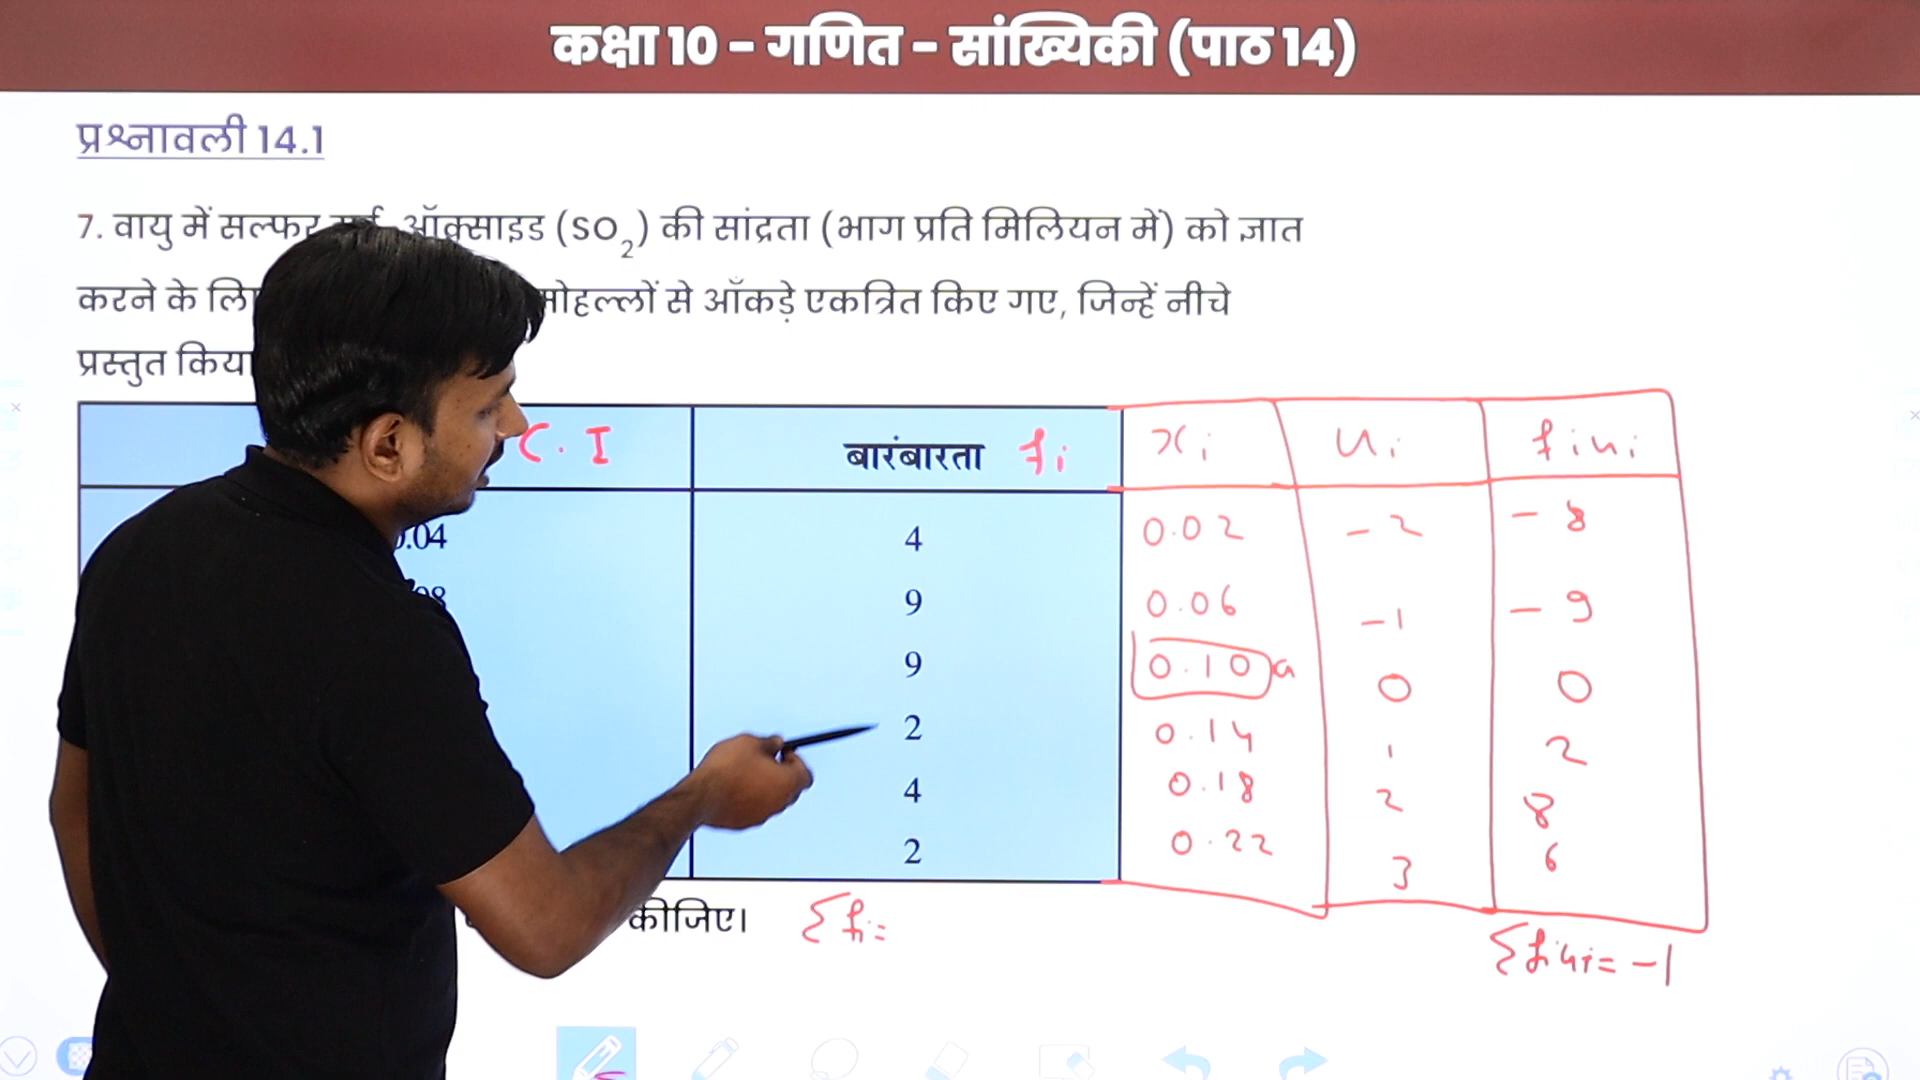 कक्षा 10 - गणित - सांख्यिकी (पाठ 14)
प्रश्नावली 14.1
7. वायु में सल्फर ऑक्साइड (SO2) की सांद्रता (भाग प्रति मिलियन में) को ज्ञात
करने के मोहल्लों से आँकड़े एकत्रित किए गए, जिन्हें नीचे
प्रस्तुत
C.I बारंबारता fi xi ui fiui
0.04 4 0.02 -2 -8
9 0.06 -1 -9
9 0.10 a 0 0
2 0.14 1 2
4 0.18 2 8
2 0.22 3 6
कीजिए। Σfi= Σfiui= -1